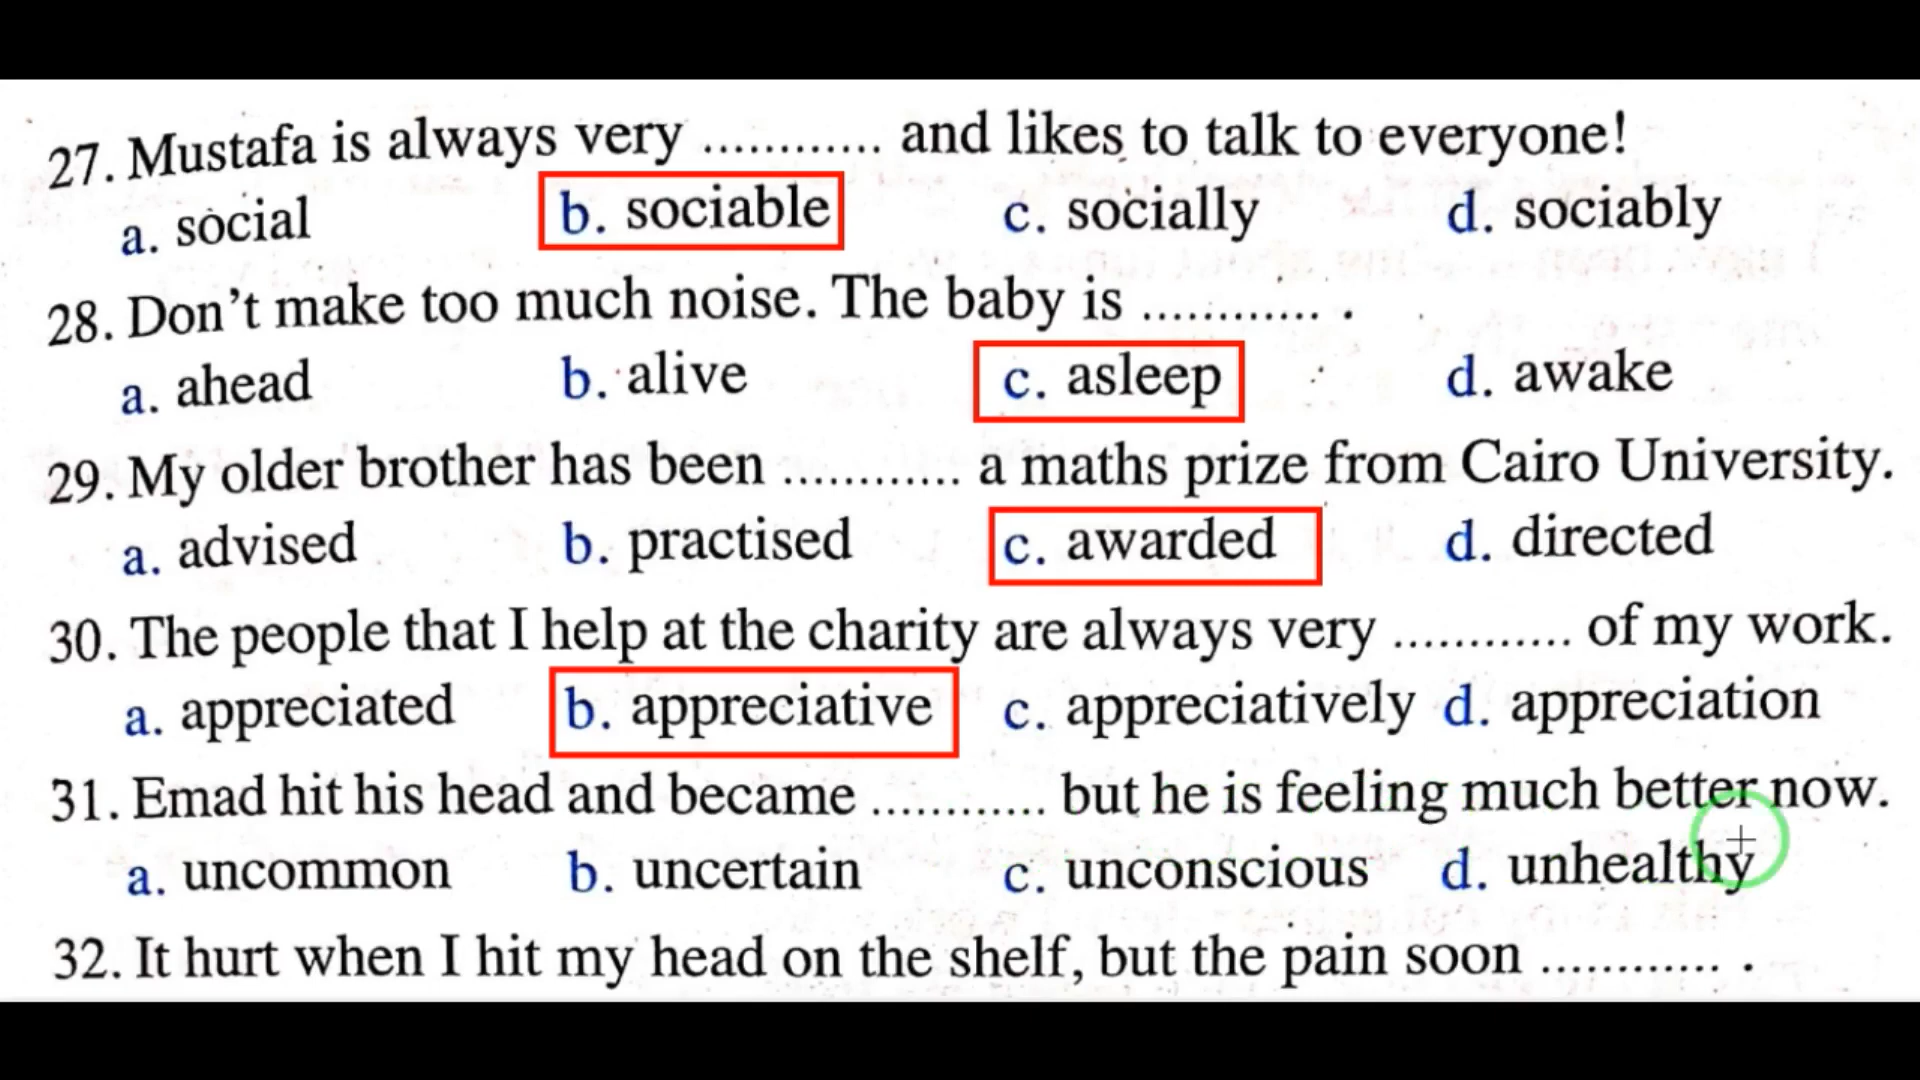 27. Mustafa is always very ............ and likes to talk to everyone!
a. social b. sociable c. socially d. sociably
28. Don't make too much noise. The baby is ............ .
a. ahead b. alive c. asleep d. awake
29. My older brother has been ............ a maths prize from Cairo University.
a. advised b. practised c. awarded d. directed
30. The people that I help at the charity are always very ............ of my work.
a. appreciated b. appreciative c. appreciatively d. appreciation
31. Emad hit his head and became ............ but he is feeling much better now.
a. uncommon b. uncertain c. unconscious d. unhealthy
32. It hurt when I hit my head on the shelf, but the pain soon ............ .